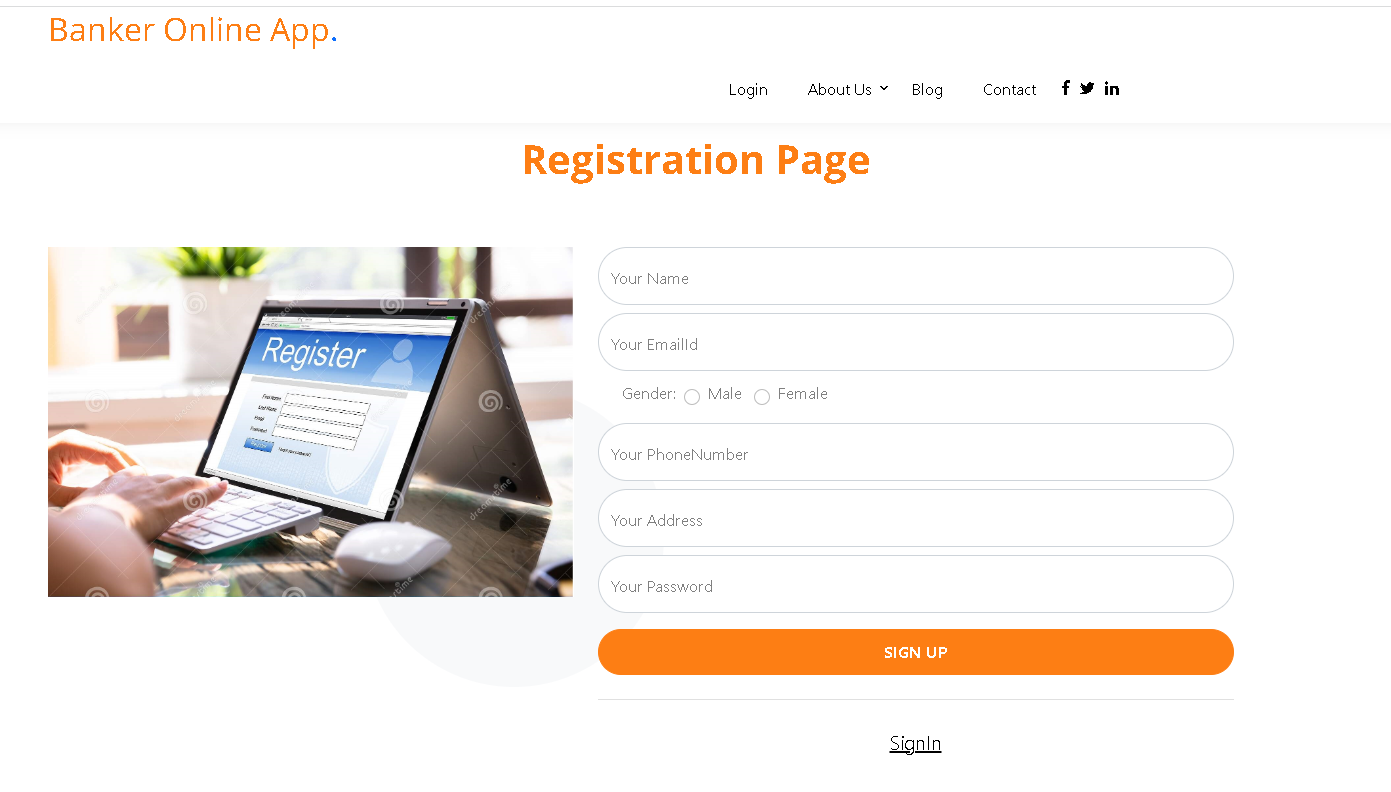 Banker Online App.
Login About Us Blog Contact
Registration Page
Register
Your Name
Your EmailId
Gender: Male Female
Your PhoneNumber
Your Address
Your Password
SIGN UP
SignIn